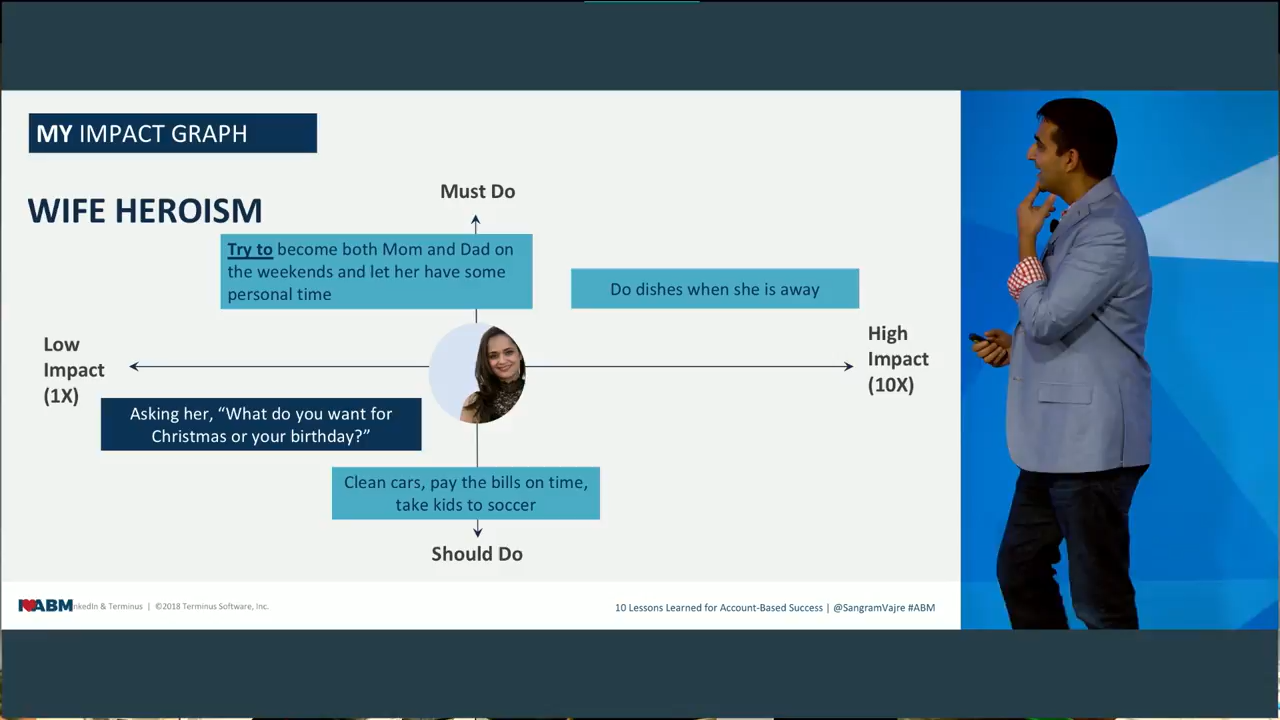 MY IMPACT GRAPH
WIFE HEROISM
Must Do
Try to become both Mom and Dad on
the weekends and let her have some
personal time
Do dishes when she is away
Low
Impact
(1X)
High
Impact
(10X)
Asking her, “What do you want for
Christmas or your birthday?”
Clean cars, pay the bills on time,
take kids to soccer
Should Do
ABM & Terminus | ©2018 Terminus Software, Inc.
10 Lessons Learned for Account-Based Success | @SangramVajre #ABM